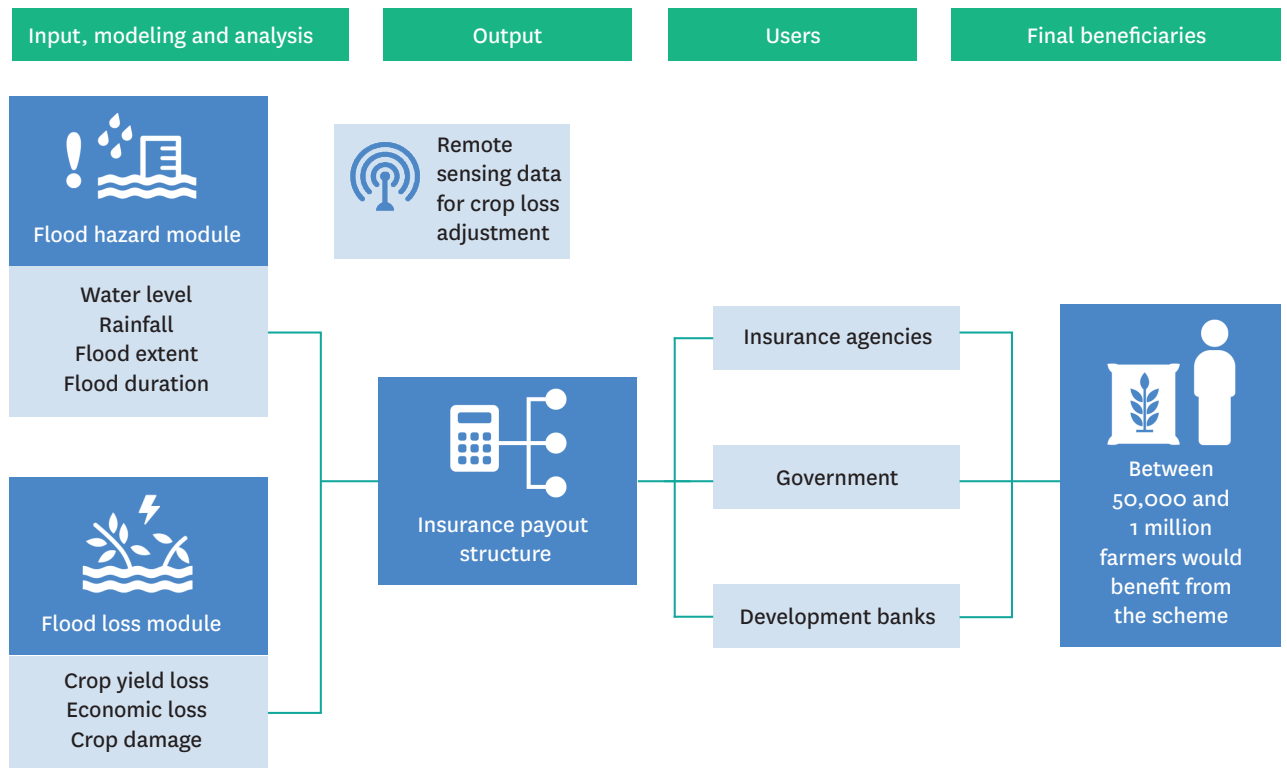 Input, modeling and analysis
Output
Users
Final beneficiaries
Flood hazard module
Water level
Rainfall
Flood extent
Flood duration
Flood loss module
Crop yield loss
Economic loss
Crop damage
Remote
sensing data
for crop loss
adjustment
Insurance payout
structure
Insurance agencies
Government
Development banks
Between
50,000 and
1 million
farmers would
benefit from
the scheme